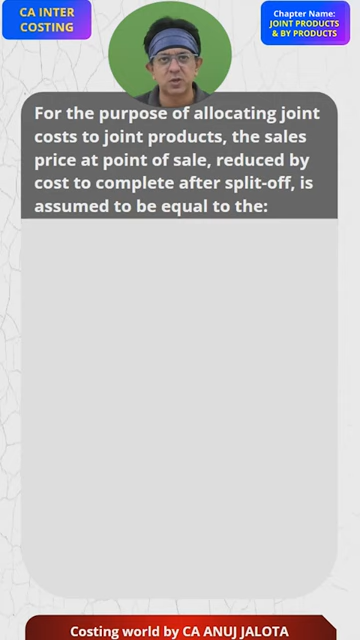 CA INTER
COSTING
Chapter Name:
JOINT PRODUCTS
& BY PRODUCTS
For the purpose of allocating joint
costs to joint products, the sales
price at point of sale, reduced by
cost to complete after split-off, is
assumed to be equal to the:
Costing world by CA ANUJ JALOTA